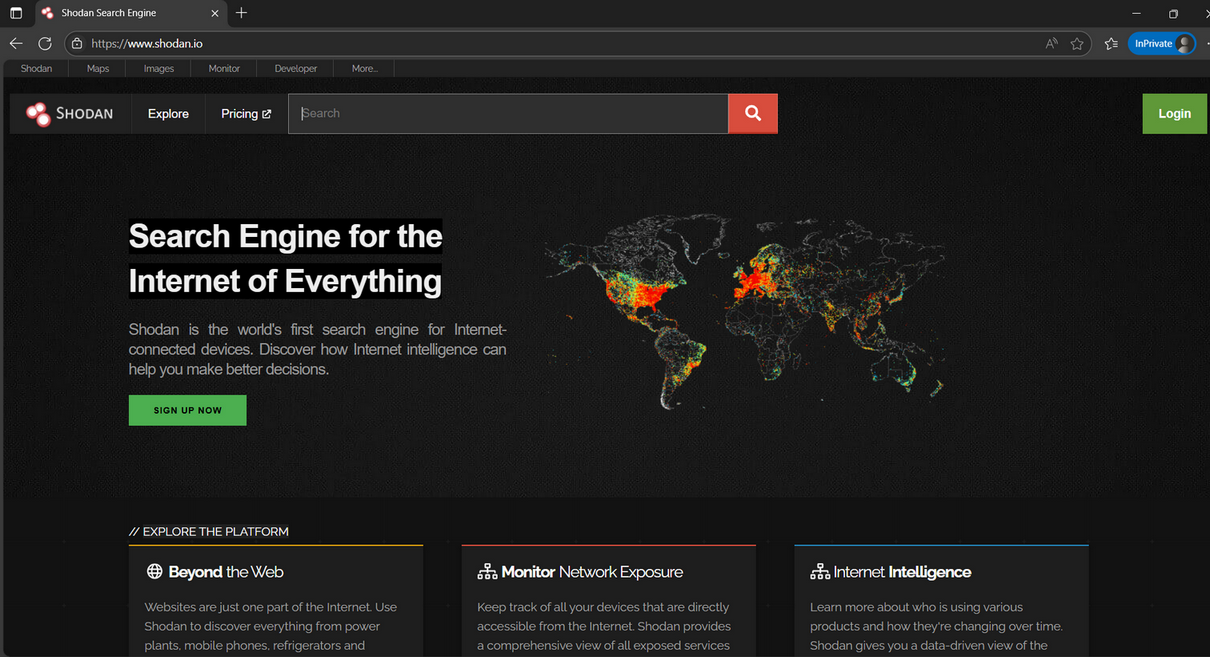 Shodan Search Engine
https://www.shodan.io
InPrivate
Shodan Maps Images Monitor Developer More...
SHODAN Explore Pricing Search Login
Search Engine for the
Internet of Everything
Shodan is the world's first search engine for Internet-
connected devices. Discover how Internet intelligence can
help you make better decisions.
SIGN UP NOW
// EXPLORE THE PLATFORM
Beyond the Web
Websites are just one part of the Internet. Use
Shodan to discover everything from power
plants, mobile phones, refrigerators and
Monitor Network Exposure
Keep track of all your devices that are directly
accessible from the Internet. Shodan provides
a comprehensive view of all exposed services
Internet Intelligence
Learn more about who is using various
products and how they're changing over time.
Shodan gives you a data-driven view of the